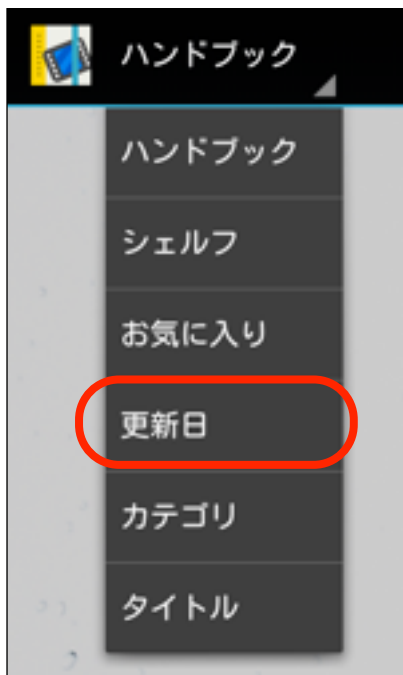 ハンドブック
ハンドブック
シェルフ
お気に入り
更新日
カテゴリ
タイトル